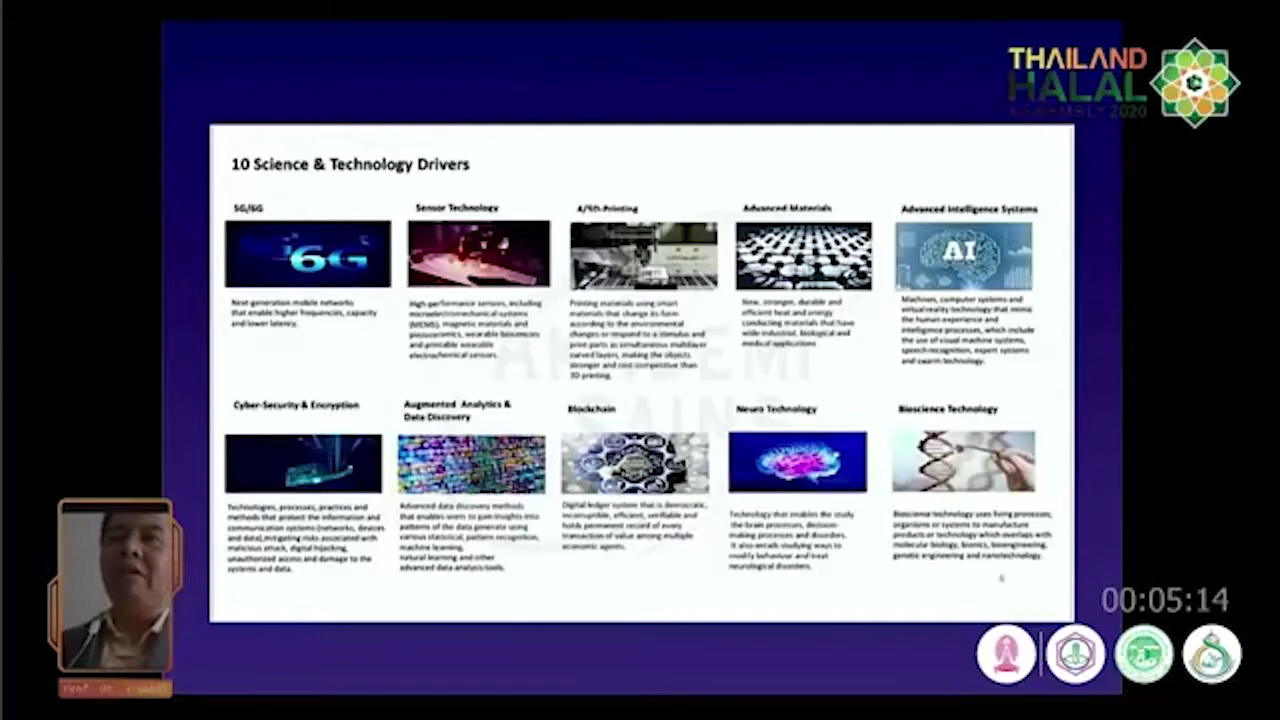 THAILAND
HALAL
ASSEMBLY 2020
10 Science & Technology Drivers
5G/6G
6G
Next-generation mobile networks
that enable higher frequencies, capacity
and lower latency.
Sensor Technology
High-performance sensors, including
microelectromechanical systems
(MEMS), magnetic materials and
wearable biosensors
and printable wearable
electrochemical sensors.
4/5D Printing
Printing materials using smart
materials that change its form
according to the environmental
changes or respond to a stimulus and
print parts as simultaneous multilayer
curved layers, making the objects
stronger and cost competitive than
3D printing.
Advanced Materials
New, stronger, durable and
efficient heat and energy
conducting materials that have
wide industrial, biological and
medical applications
Advanced Intelligence Systems
AI
Machines, computer systems and
virtual reality technology that mimic
the human experience and
intelligence processes, which include
the use of visual machine systems,
speech recognition, expert systems
and swarm technology.
Cyber-Security & Encryption
Technologies, processes, practices and
methods that protect the information and
communication systems (networks, devices
and data), mitigating risks associated with
malicious attack, digital hijacking,
unauthorized access and damage to the
systems and data.
Augmented Analytics &
Data Discovery
Advanced data discovery methods
that enables users to gain insights into
patterns of the data generate using
various statistical, pattern recognition,
machine learning,
natural learning and other
advanced data analysis tools.
Blockchain
Digital ledger system that is democratic,
incorruptible, efficient, verifiable and
holds permanent record of every
transaction of value among multiple
economic agents.
Neuro Technology
Technology that enables the study
the brain processes, decision-
making processes and disorders.
It also entails studying ways to
modify behaviour and treat
neurological disorders.
Bioscience Technology
Bioscience technology uses living processes,
organisms or systems to manufacture
products or technology which overlaps with
molecular biology, bionics, bioengineering,
genetic engineering and nanotechnology.
AKADEMI
SAINS
6
00:05:14